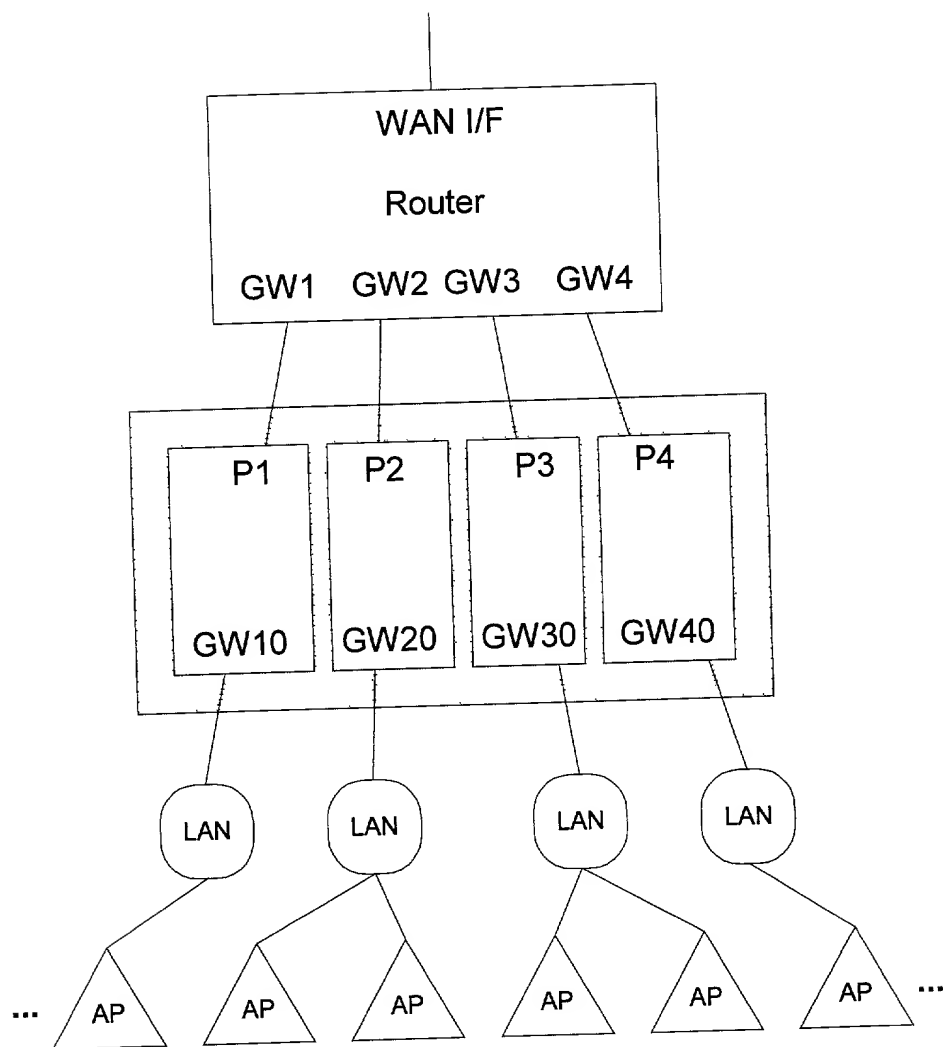 WAN I/F
Router
GW1 GW2 GW3 GW4
P1 P2 P3 P4
GW10 GW20 GW30 GW40
LAN LAN LAN LAN
... AP AP AP AP AP AP ...